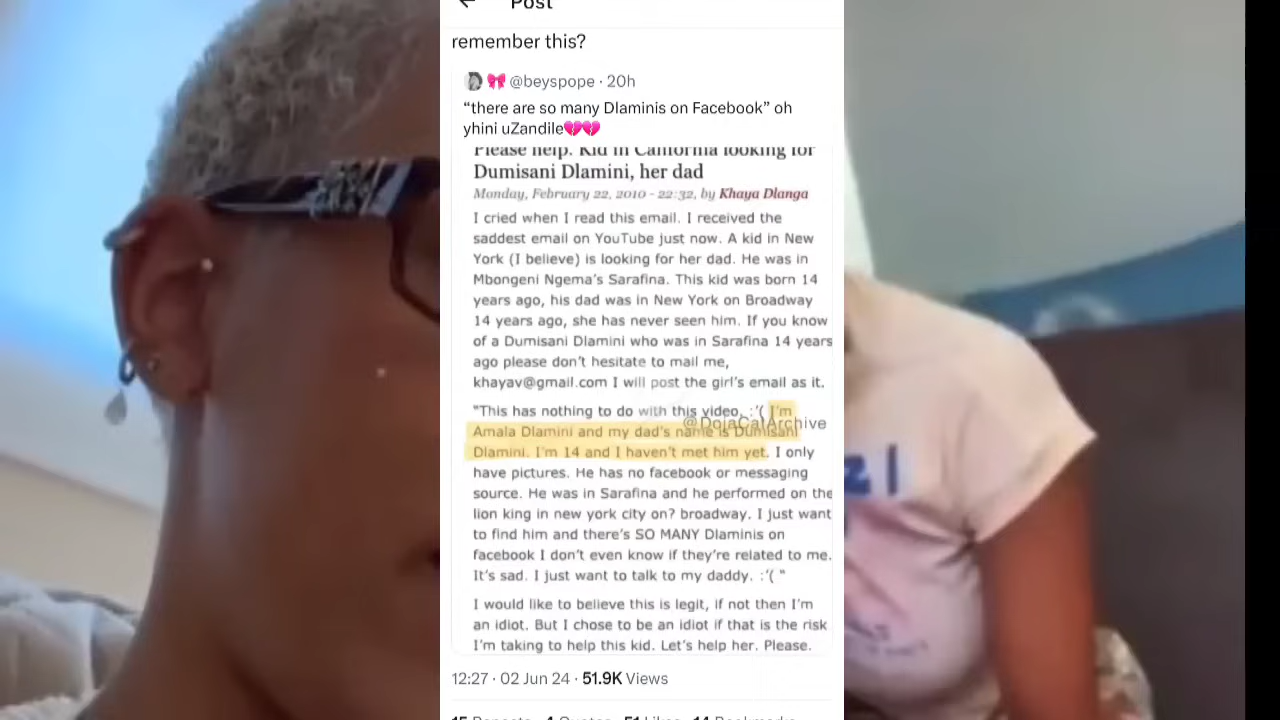 Post
remember this?
@beyspope · 20h
“there are so many Dlaminis on Facebook” oh
yhini uZandile💔💔
Please help. Kid in California looking for
Dumisani Dlamini, her dad
Monday, February 22, 2010 - 22:32, by Khaya Dlanga
I cried when I read this email. I received the
saddest email on YouTube just now. A kid in New
York (I believe) is looking for her dad. He was in
Mbongeni Ngema’s Sarafina. This kid was born 14
years ago, his dad was in New York on Broadway
14 years ago, she has never seen him. If you know
of a Dumisani Dlamini who was in Sarafina 14 years
ago please don’t hesitate to mail me,
khayav@gmail.com I will post the girl’s email as it.
"This has nothing to do with this video. :’( I’m
@DojaCatArchive
Amala Dlamini and my dad’s name is Dumisani
Dlamini. I’m 14 and I haven’t met him yet. I only
have pictures. He has no facebook or messaging
source. He was in Sarafina and he performed on the
lion king in new york city on? broadway. I just want
to find him and there’s SO MANY Dlaminis on
facebook I don’t even know if they’re related to me.
It’s sad. I just want to talk to my daddy. :’( "
I would like to believe this is legit, if not then I’m
an idiot. But I chose to be an idiot if that is the risk
I’m taking to help this kid. Let’s help her. Please.
12:27 · 02 Jun 24 · 51.9K Views